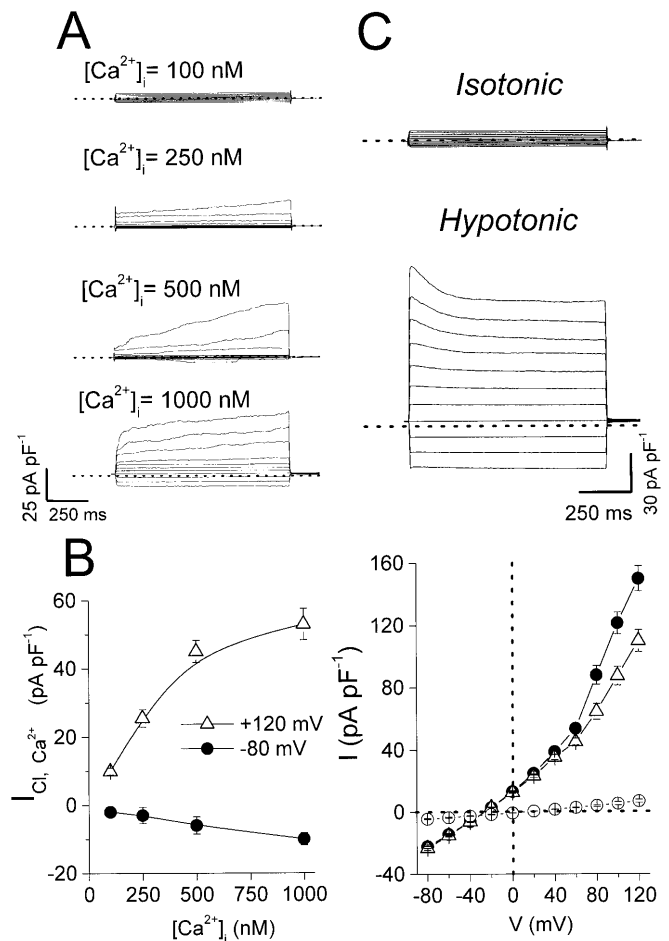 A
[Ca²⁺]ᵢ= 100 nM
[Ca²⁺]ᵢ= 250 nM
[Ca²⁺]ᵢ= 500 nM
[Ca²⁺]ᵢ= 1000 nM
25 pA pF⁻¹
250 ms
C
Isotonic
Hypotonic
250 ms
30 pA pF⁻¹
B
I Cl, Ca²⁺ (pA pF⁻¹)
60
40
20
0
-20
+120 mV
-80 mV
0 250 500 750 1000
[Ca²⁺]ᵢ (nM)
I (pA pF⁻¹)
160
120
80
40
0
-40
-80 -40 0 40 80 120
V (mV)